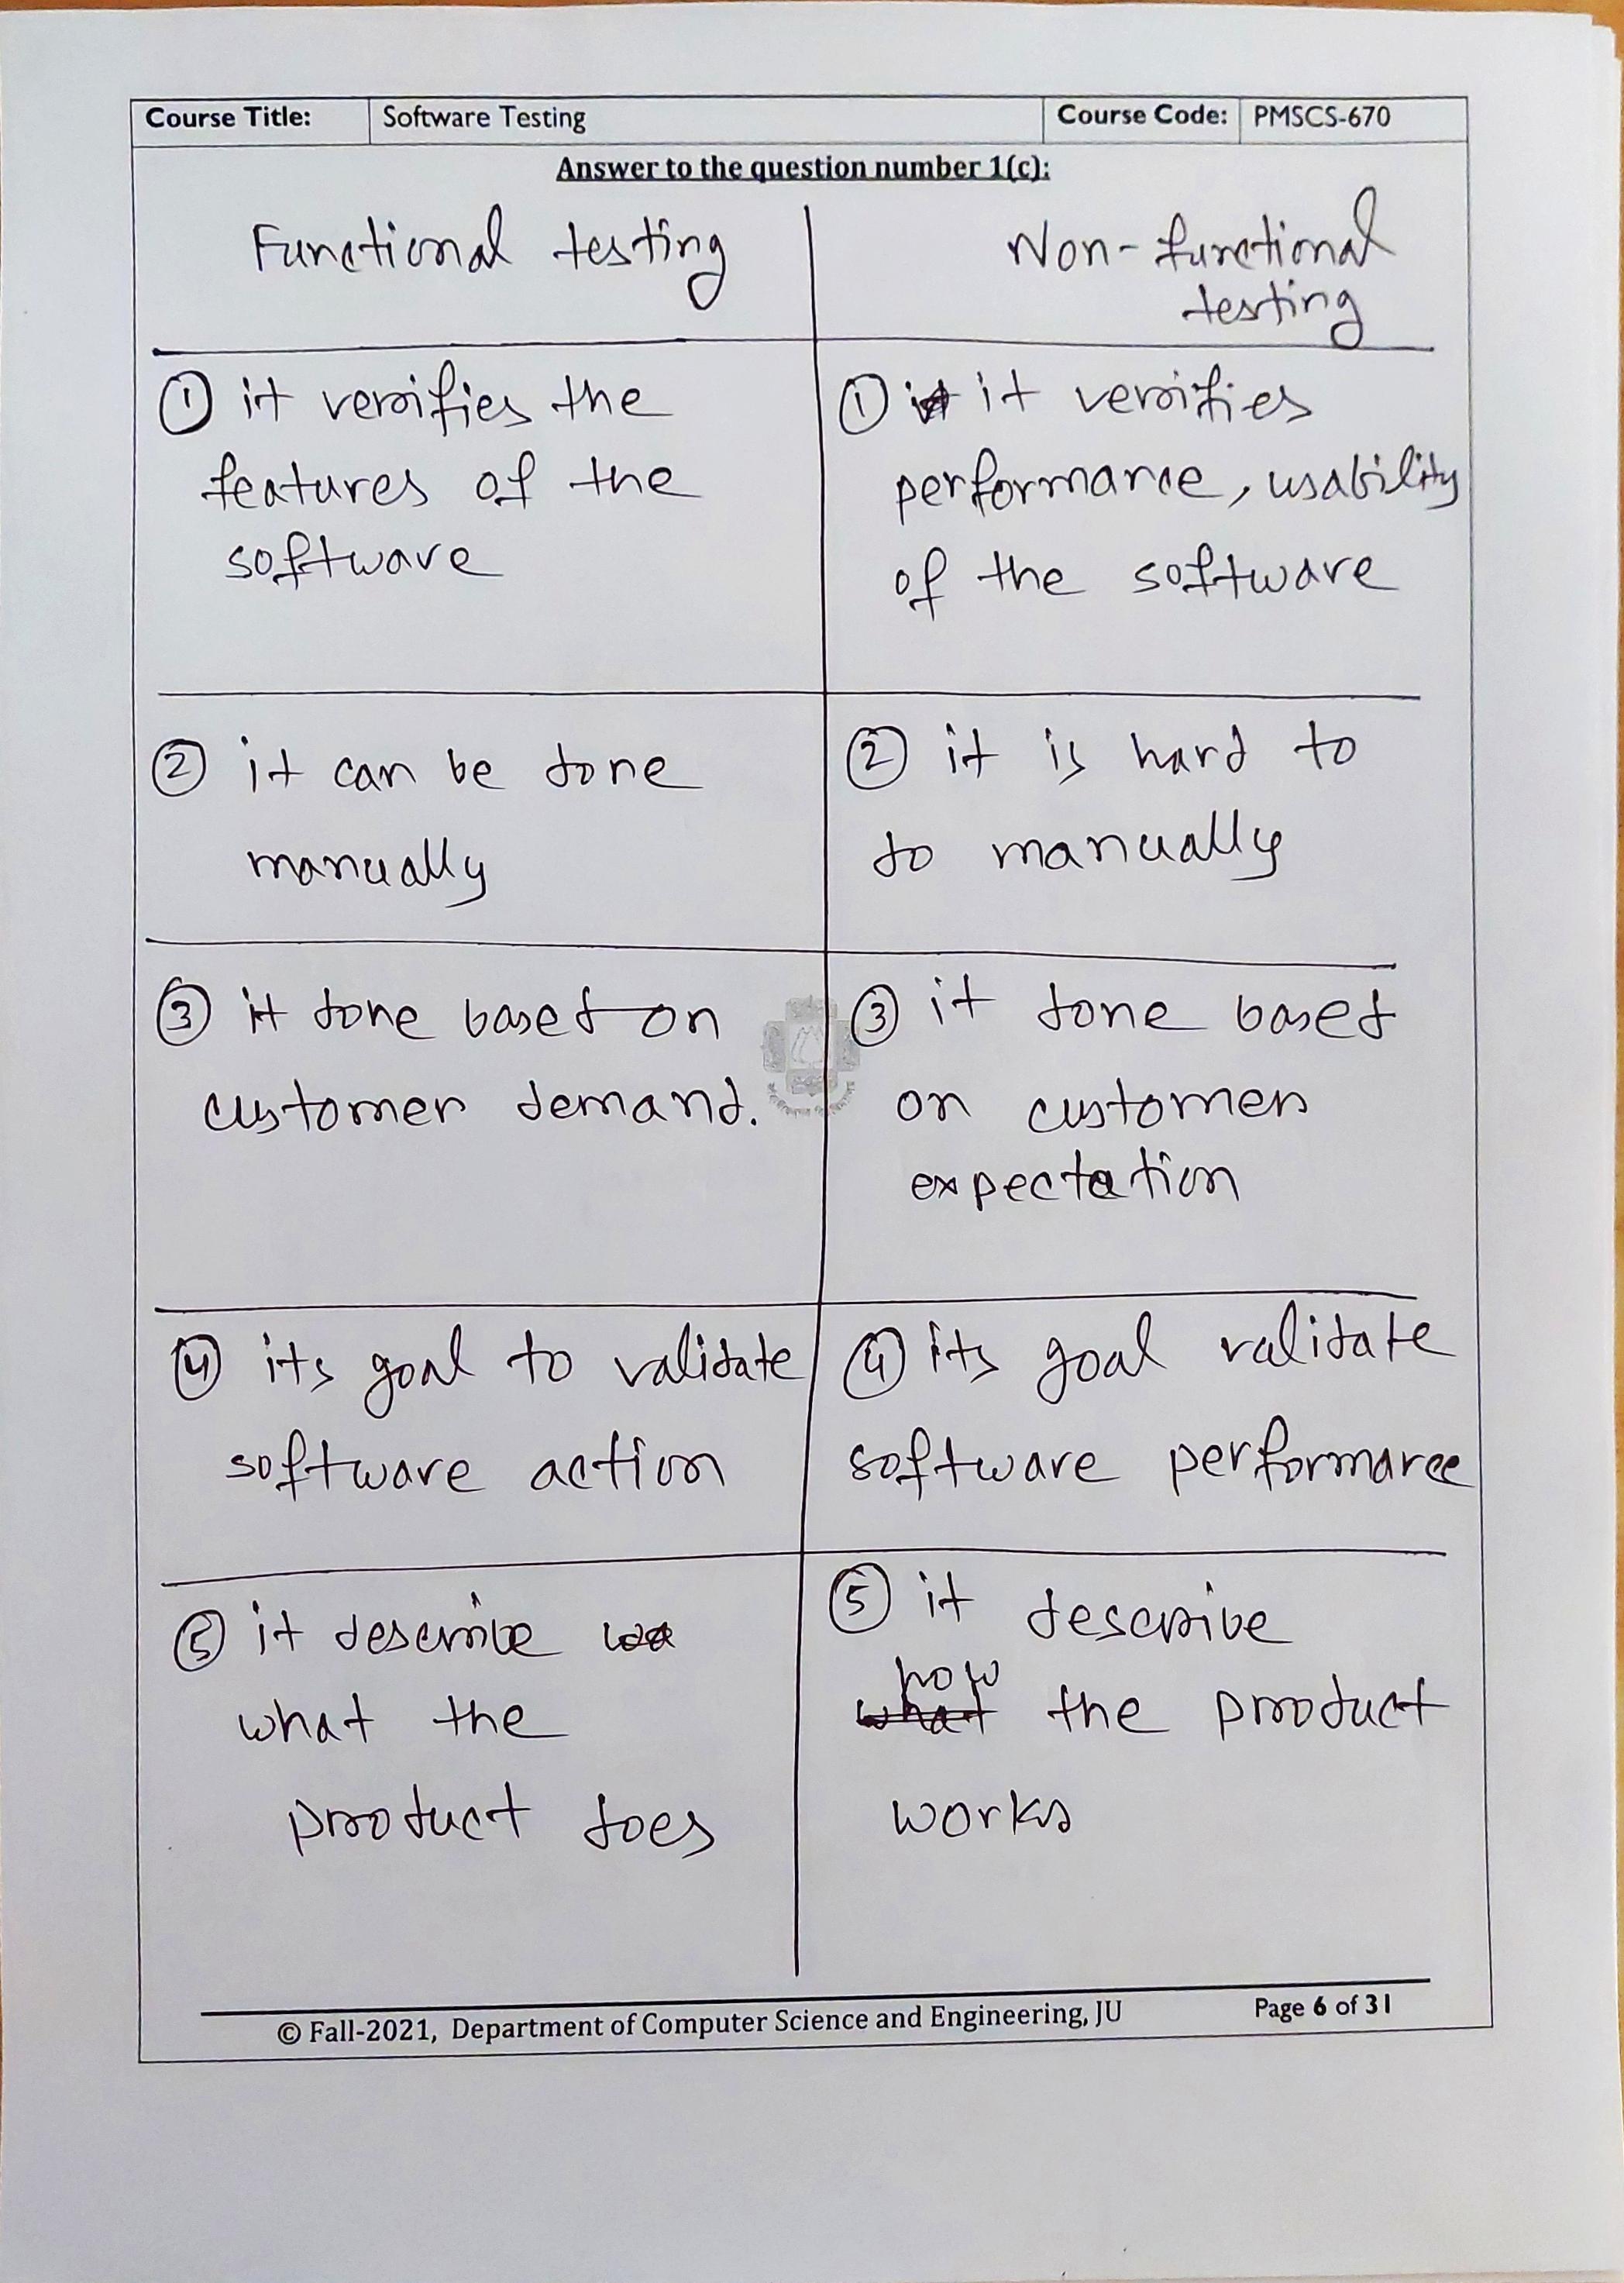 Course Title: Software Testing Course Code: PMSCS-670
Answer to the question number 1(c):
Functional testing
Non-functional
testing
① it verifies the
features of the
software
① it verifies
performance, usability
of the software
② it can be done
manually
② it is hard to
do manually
③ it done based on
customer demand.
③ it done based
on customer
expectation
④ its goal to validate
software action
④ its goal validate
software performance
⑤ it describe
what the
product does
⑤ it describe
how
what the product
works
© Fall-2021, Department of Computer Science and Engineering, JU Page 6 of 31